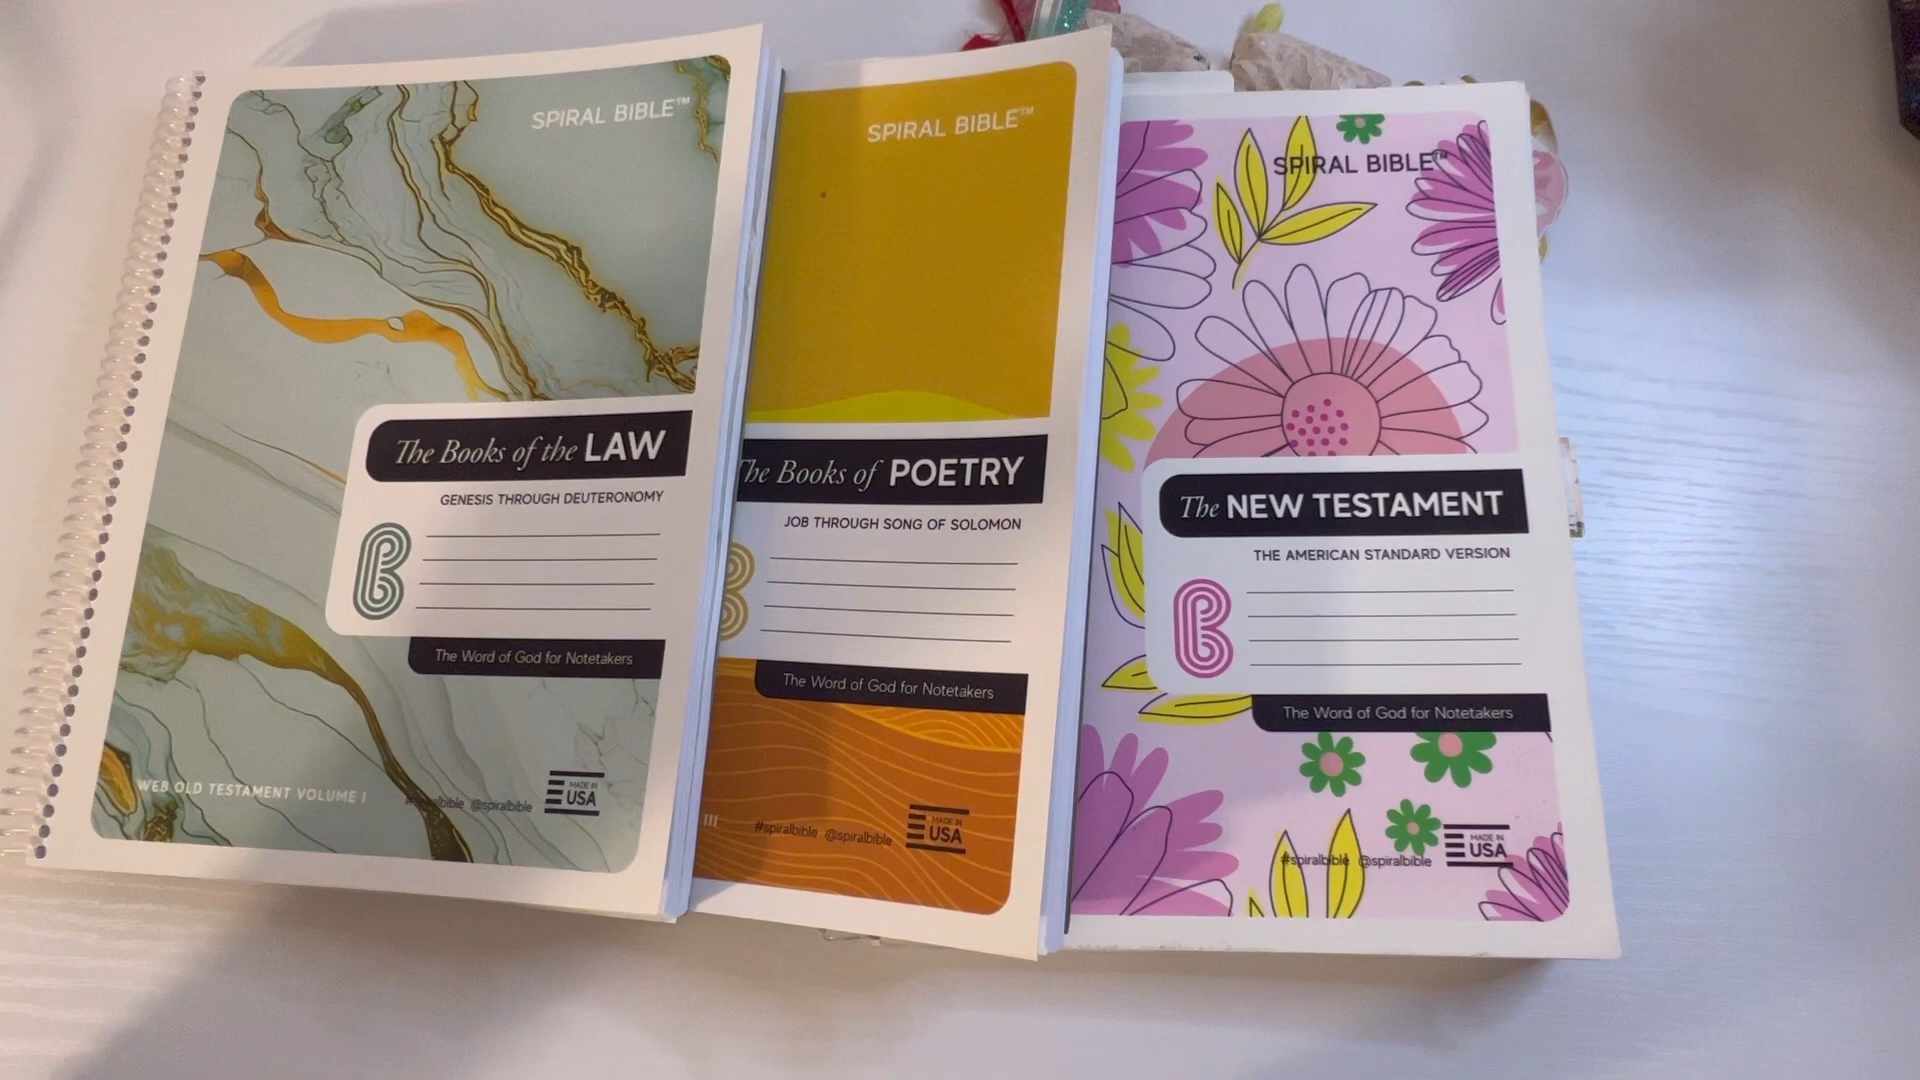 SPIRAL BIBLE™
The Books of the LAW
GENESIS THROUGH DEUTERONOMY
The Word of God for Notetakers
WEB OLD TESTAMENT VOLUME I
#spiralbible @spiralbible
MADE IN
USA
SPIRAL BIBLE™
The Books of POETRY
JOB THROUGH SONG OF SOLOMON
The Word of God for Notetakers
III
#spiralbible @spiralbible
MADE IN
USA
SPIRAL BIBLE™
The NEW TESTAMENT
THE AMERICAN STANDARD VERSION
The Word of God for Notetakers
#spiralbible @spiralbible
MADE IN
USA